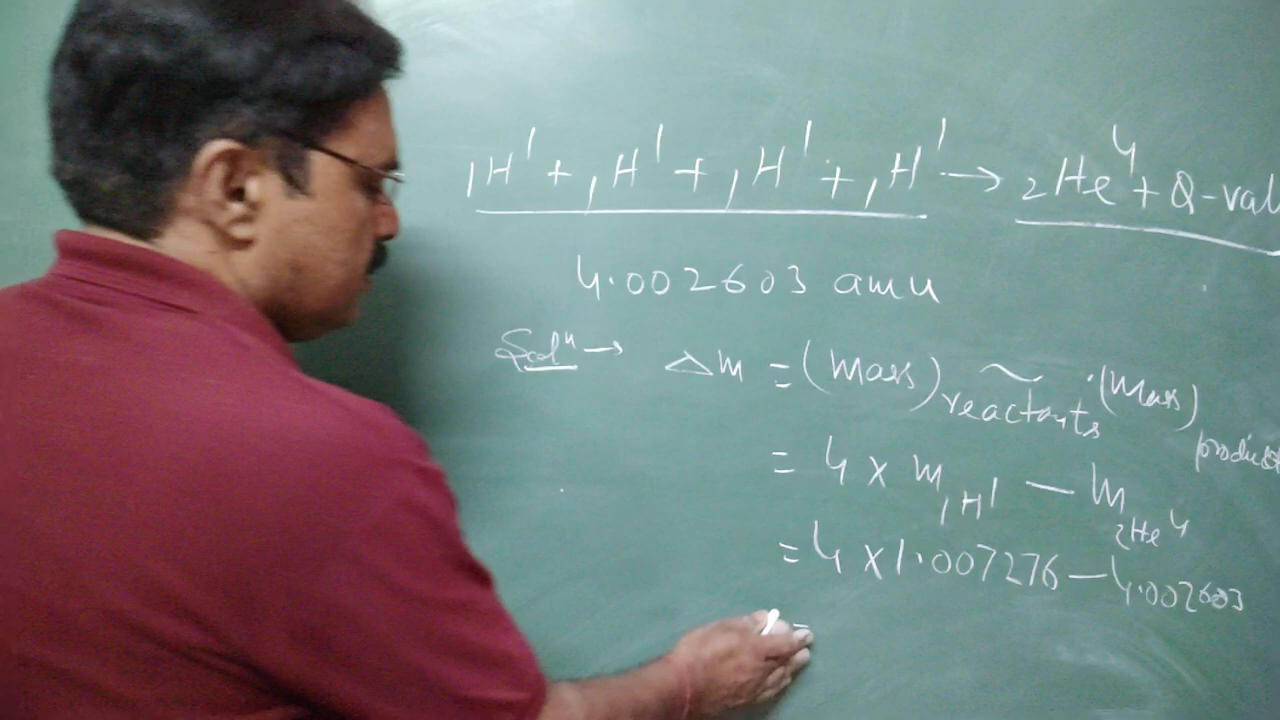 ₁H¹ + ₁H¹ + ₁H¹ + ₁H¹ → ₂He⁴ + Q-val
4.002603 amu
Solⁿ → Δm = (Mass)reactants ~ (Mass)product
= 4 × m₁H¹ — m₂He⁴
= 4 × 1.007276 — 4.002603
=